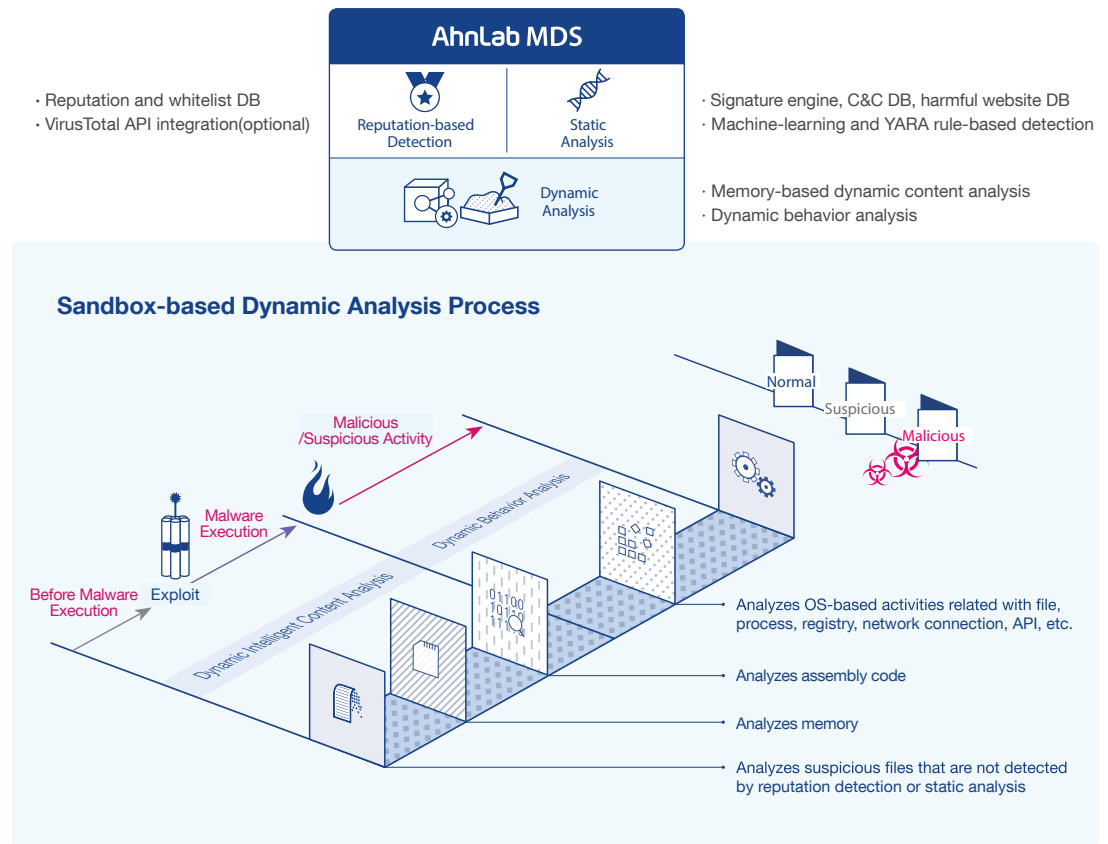 AhnLab MDS
· Reputation and whitelist DB
· VirusTotal API integration(optional)
Reputation-based
Detection
Static
Analysis
· Signature engine, C&C DB, harmful website DB
· Machine-learning and YARA rule-based detection
Dynamic
Analysis
· Memory-based dynamic content analysis
· Dynamic behavior analysis
Sandbox-based Dynamic Analysis Process
Normal
Suspicious
Malicious
Malicious
/Suspicious Activity
Malware
Execution
Before Malware
Execution
Exploit
Dynamic Intelligent Content Analysis
Dynamic Behavior Analysis
01100
10110
11
Analyzes OS-based activities related with file,
process, registry, network connection, API, etc.
Analyzes assembly code
Analyzes memory
Analyzes suspicious files that are not detected
by reputation detection or static analysis